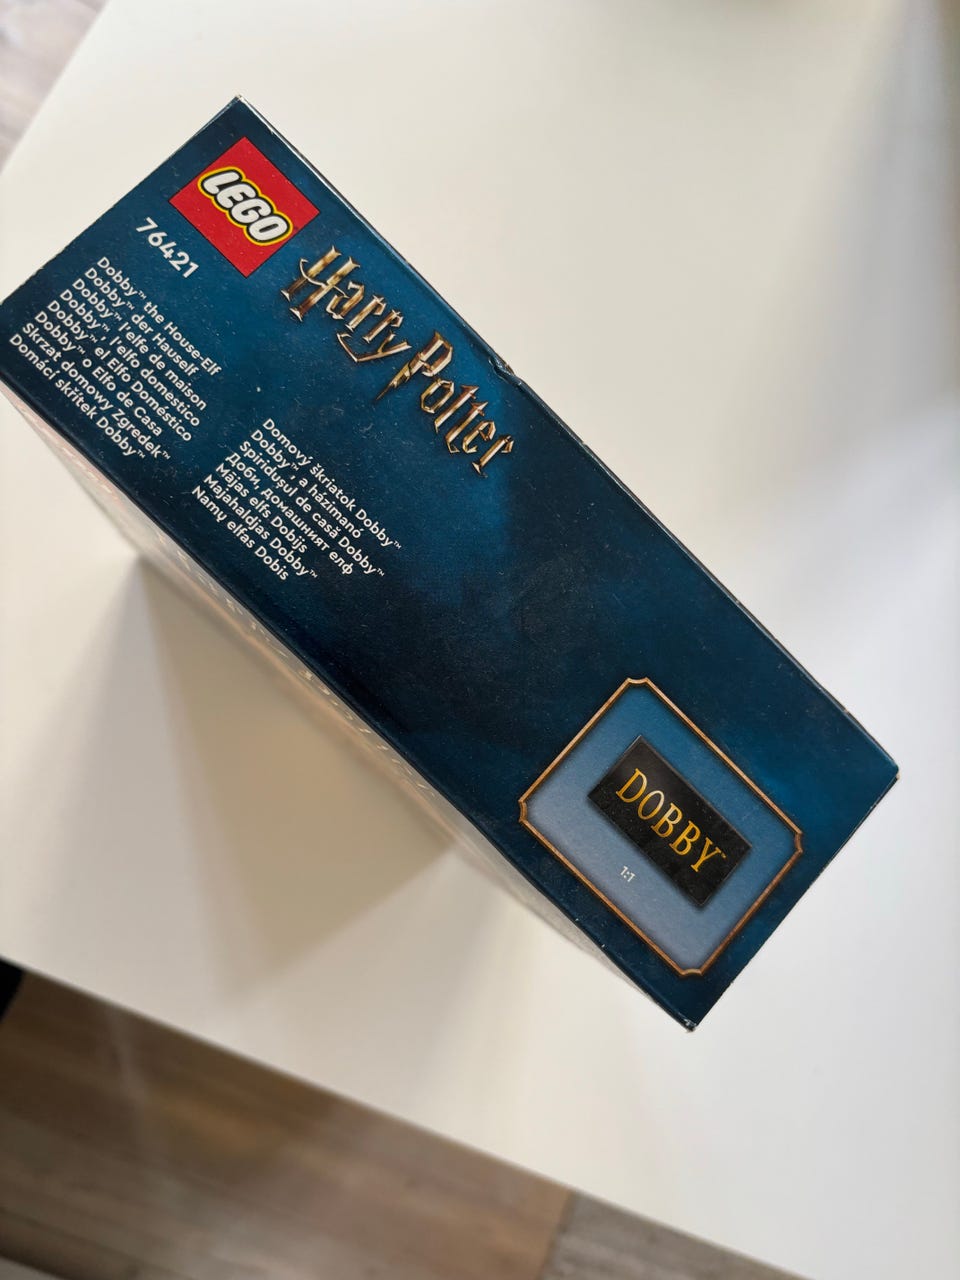 LEGO
76421
Harry Potter
Dobby™ the House-Elf
Dobby™ der Hauself
Dobby™, l'elfe de maison
Dobby™, l'elfo domestico
Dobby™ el Elfo Doméstico
Dobby™ o Elfo de Casa
Skrzat domowy Zgredek™
Domácí skřítek Dobby™
Domový škriatok Dobby™
Dobby™ a házimanó
Spiridușul de casă Dobby™
Доби, домашният елф
Mājas elfs Dobijs
Majahaldjas Dobby™
Namų elfas Dobis
DOBBY™
1:1